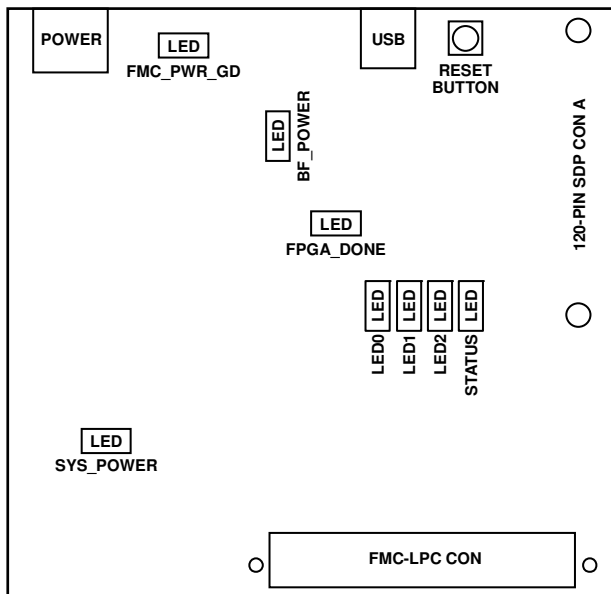 POWER
LED
FMC_PWR_GD
USB
RESET
BUTTON
LED
BF_POWER
120-PIN SDP CON A
LED
FPGA_DONE
LED
LED
LED
LED
LED0
LED1
LED2
STATUS
LED
SYS_POWER
FMC-LPC CON